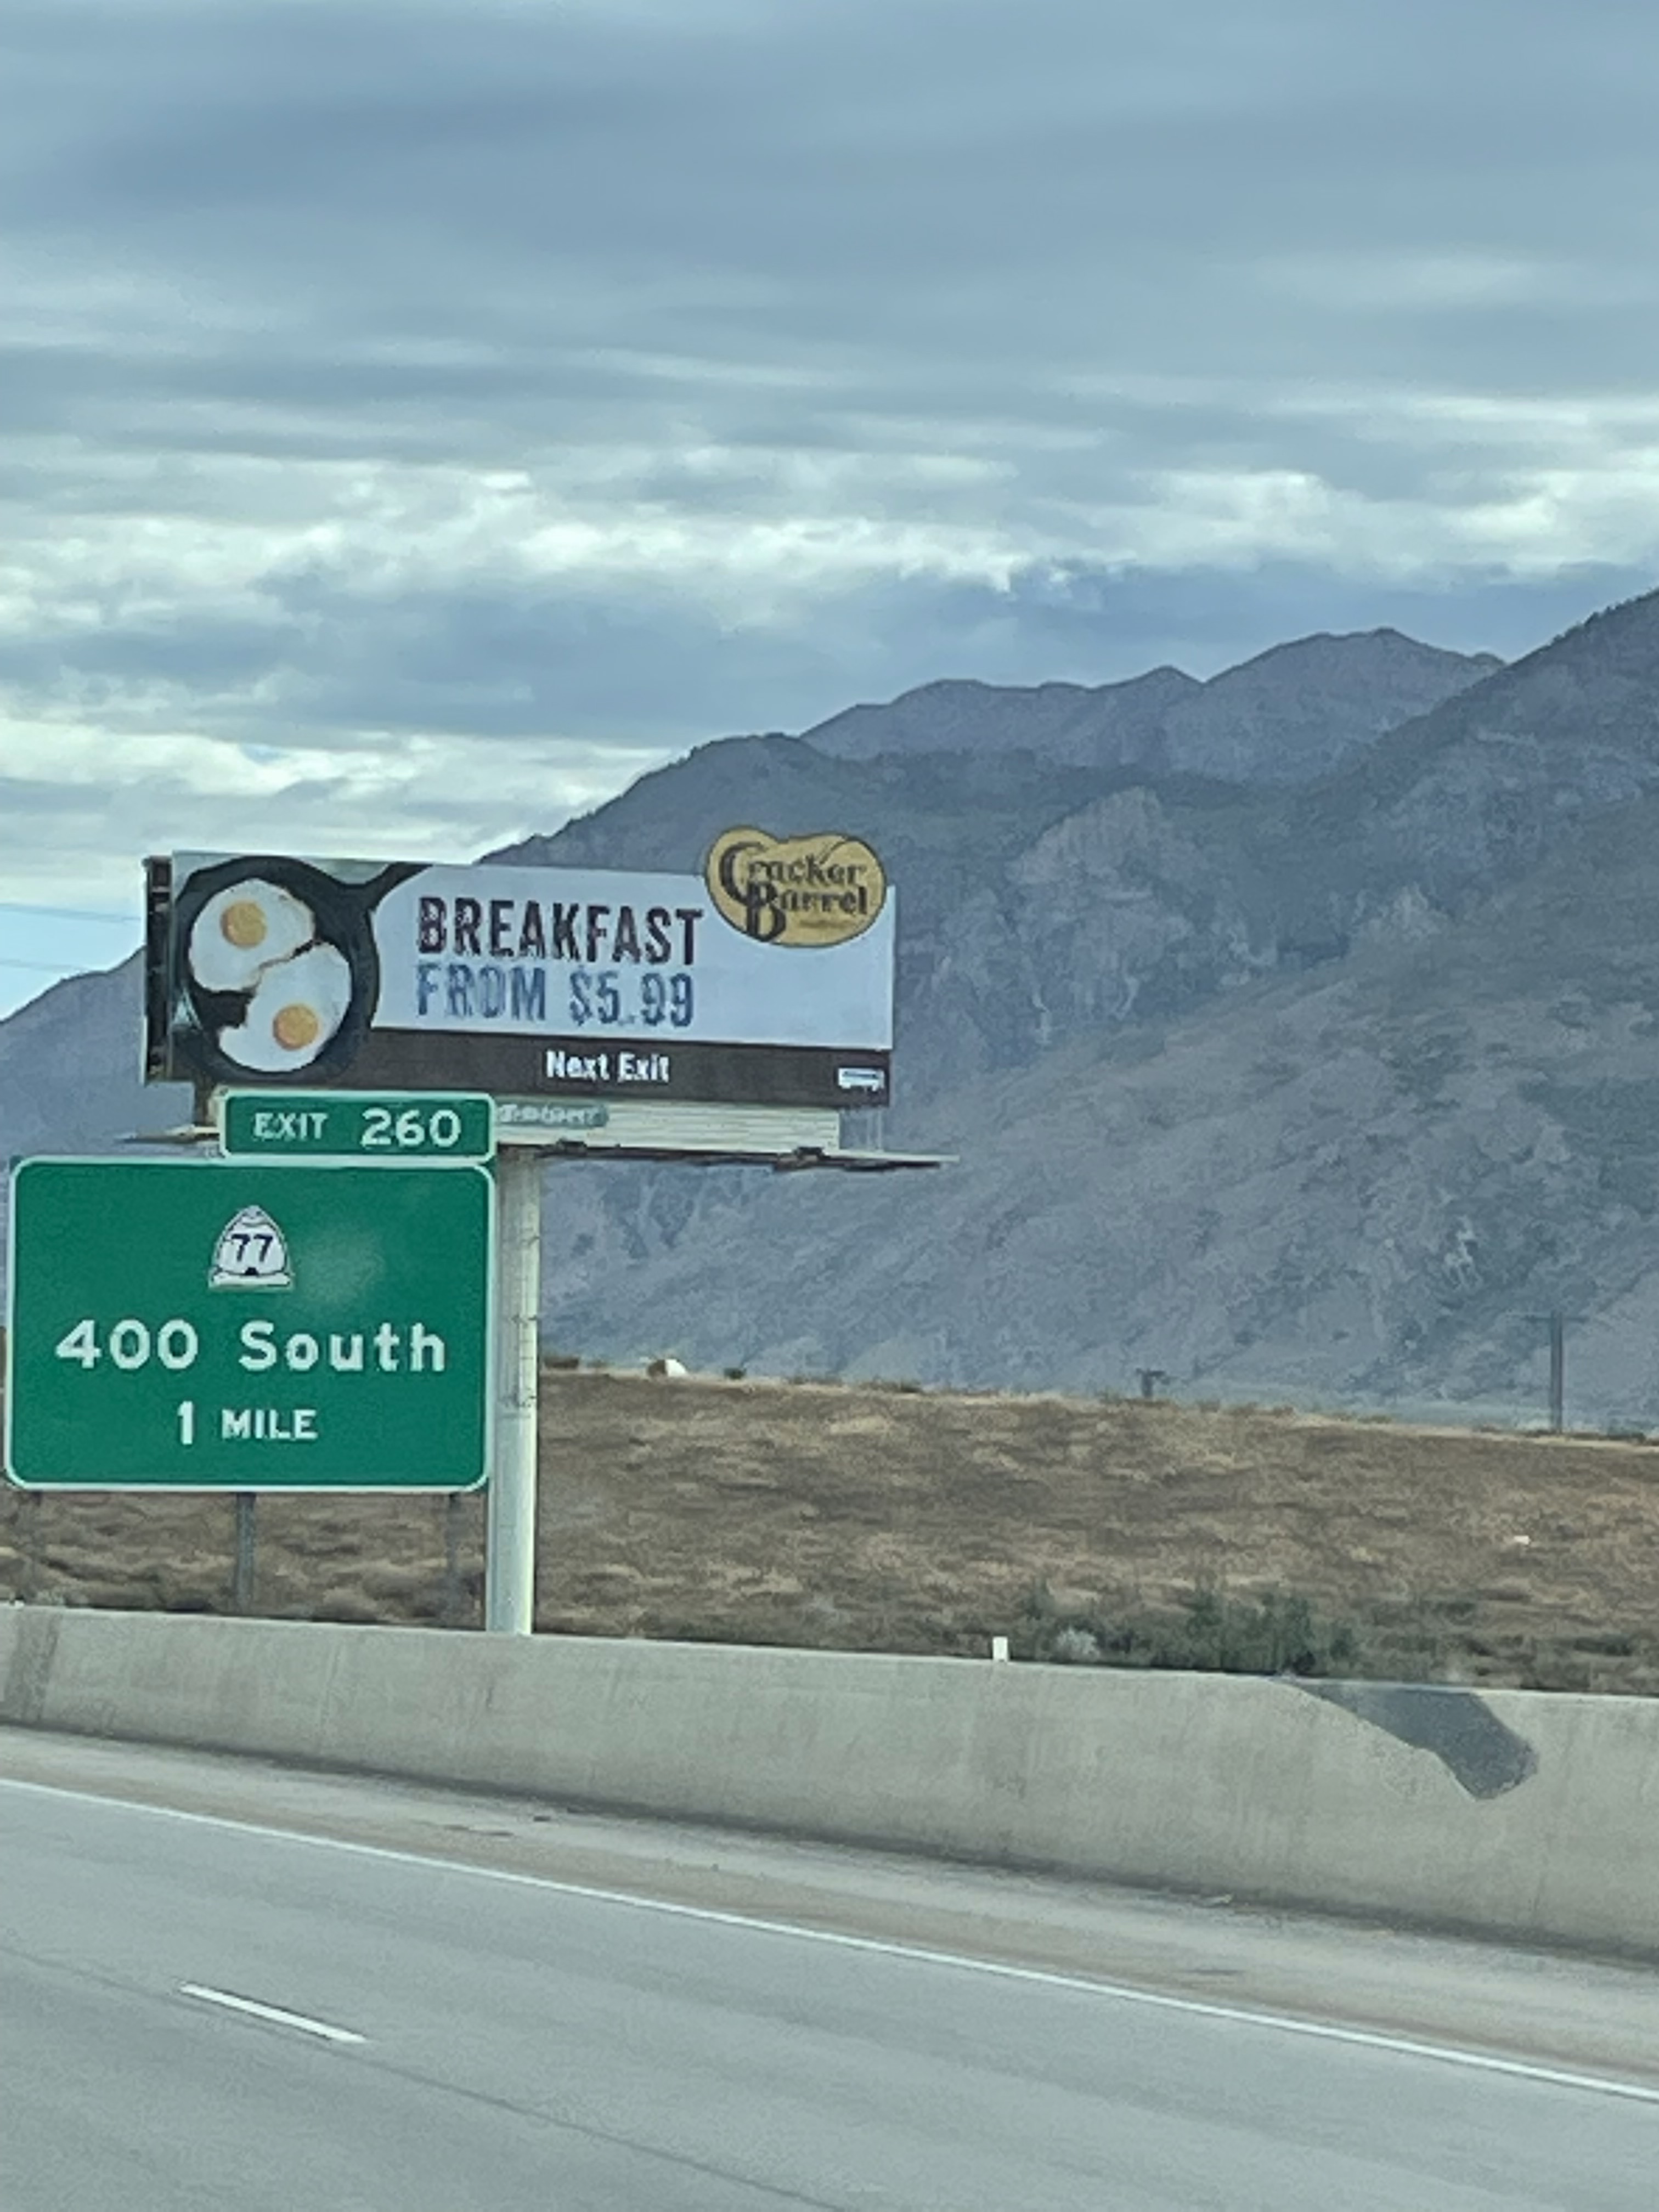 Cracker
Barrel
BREAKFAST
FROM $5.99
Next Exit
EXIT 260
77
400 South
1 MILE